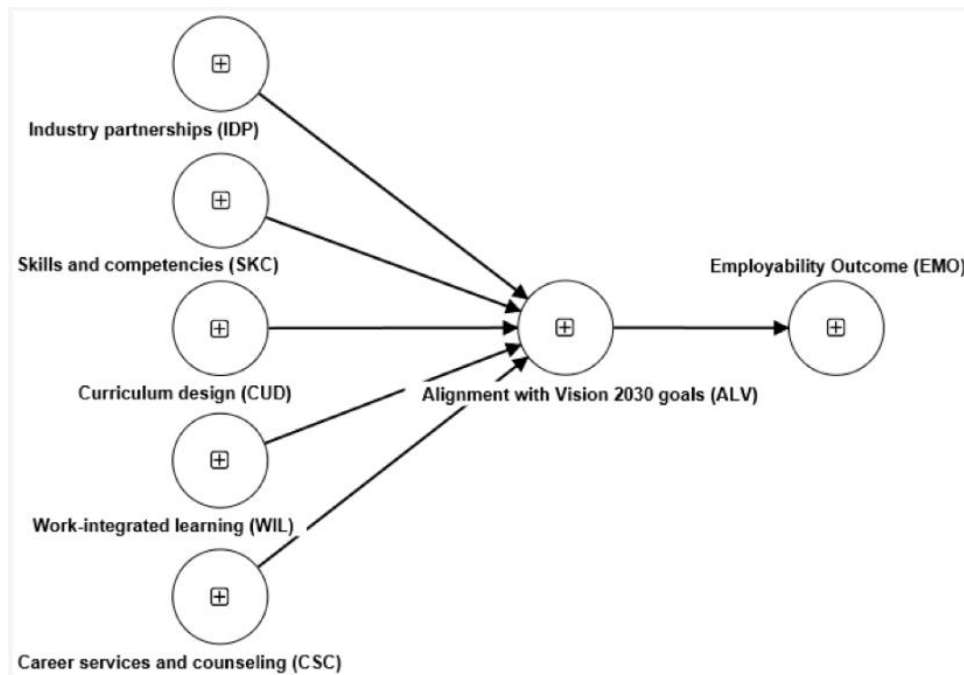 Industry partnerships (IDP)
Skills and competencies (SKC)
Employability Outcome (EMO)
Curriculum design (CUD)
Alignment with Vision 2030 goals (ALV)
Work-integrated learning (WIL)
Career services and counseling (CSC)